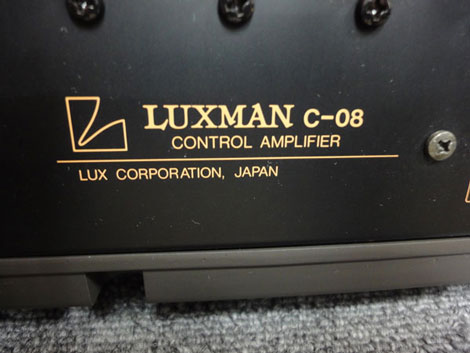 LUXMAN C-08
CONTROL AMPLIFIER
LUX CORPORATION, JAPAN